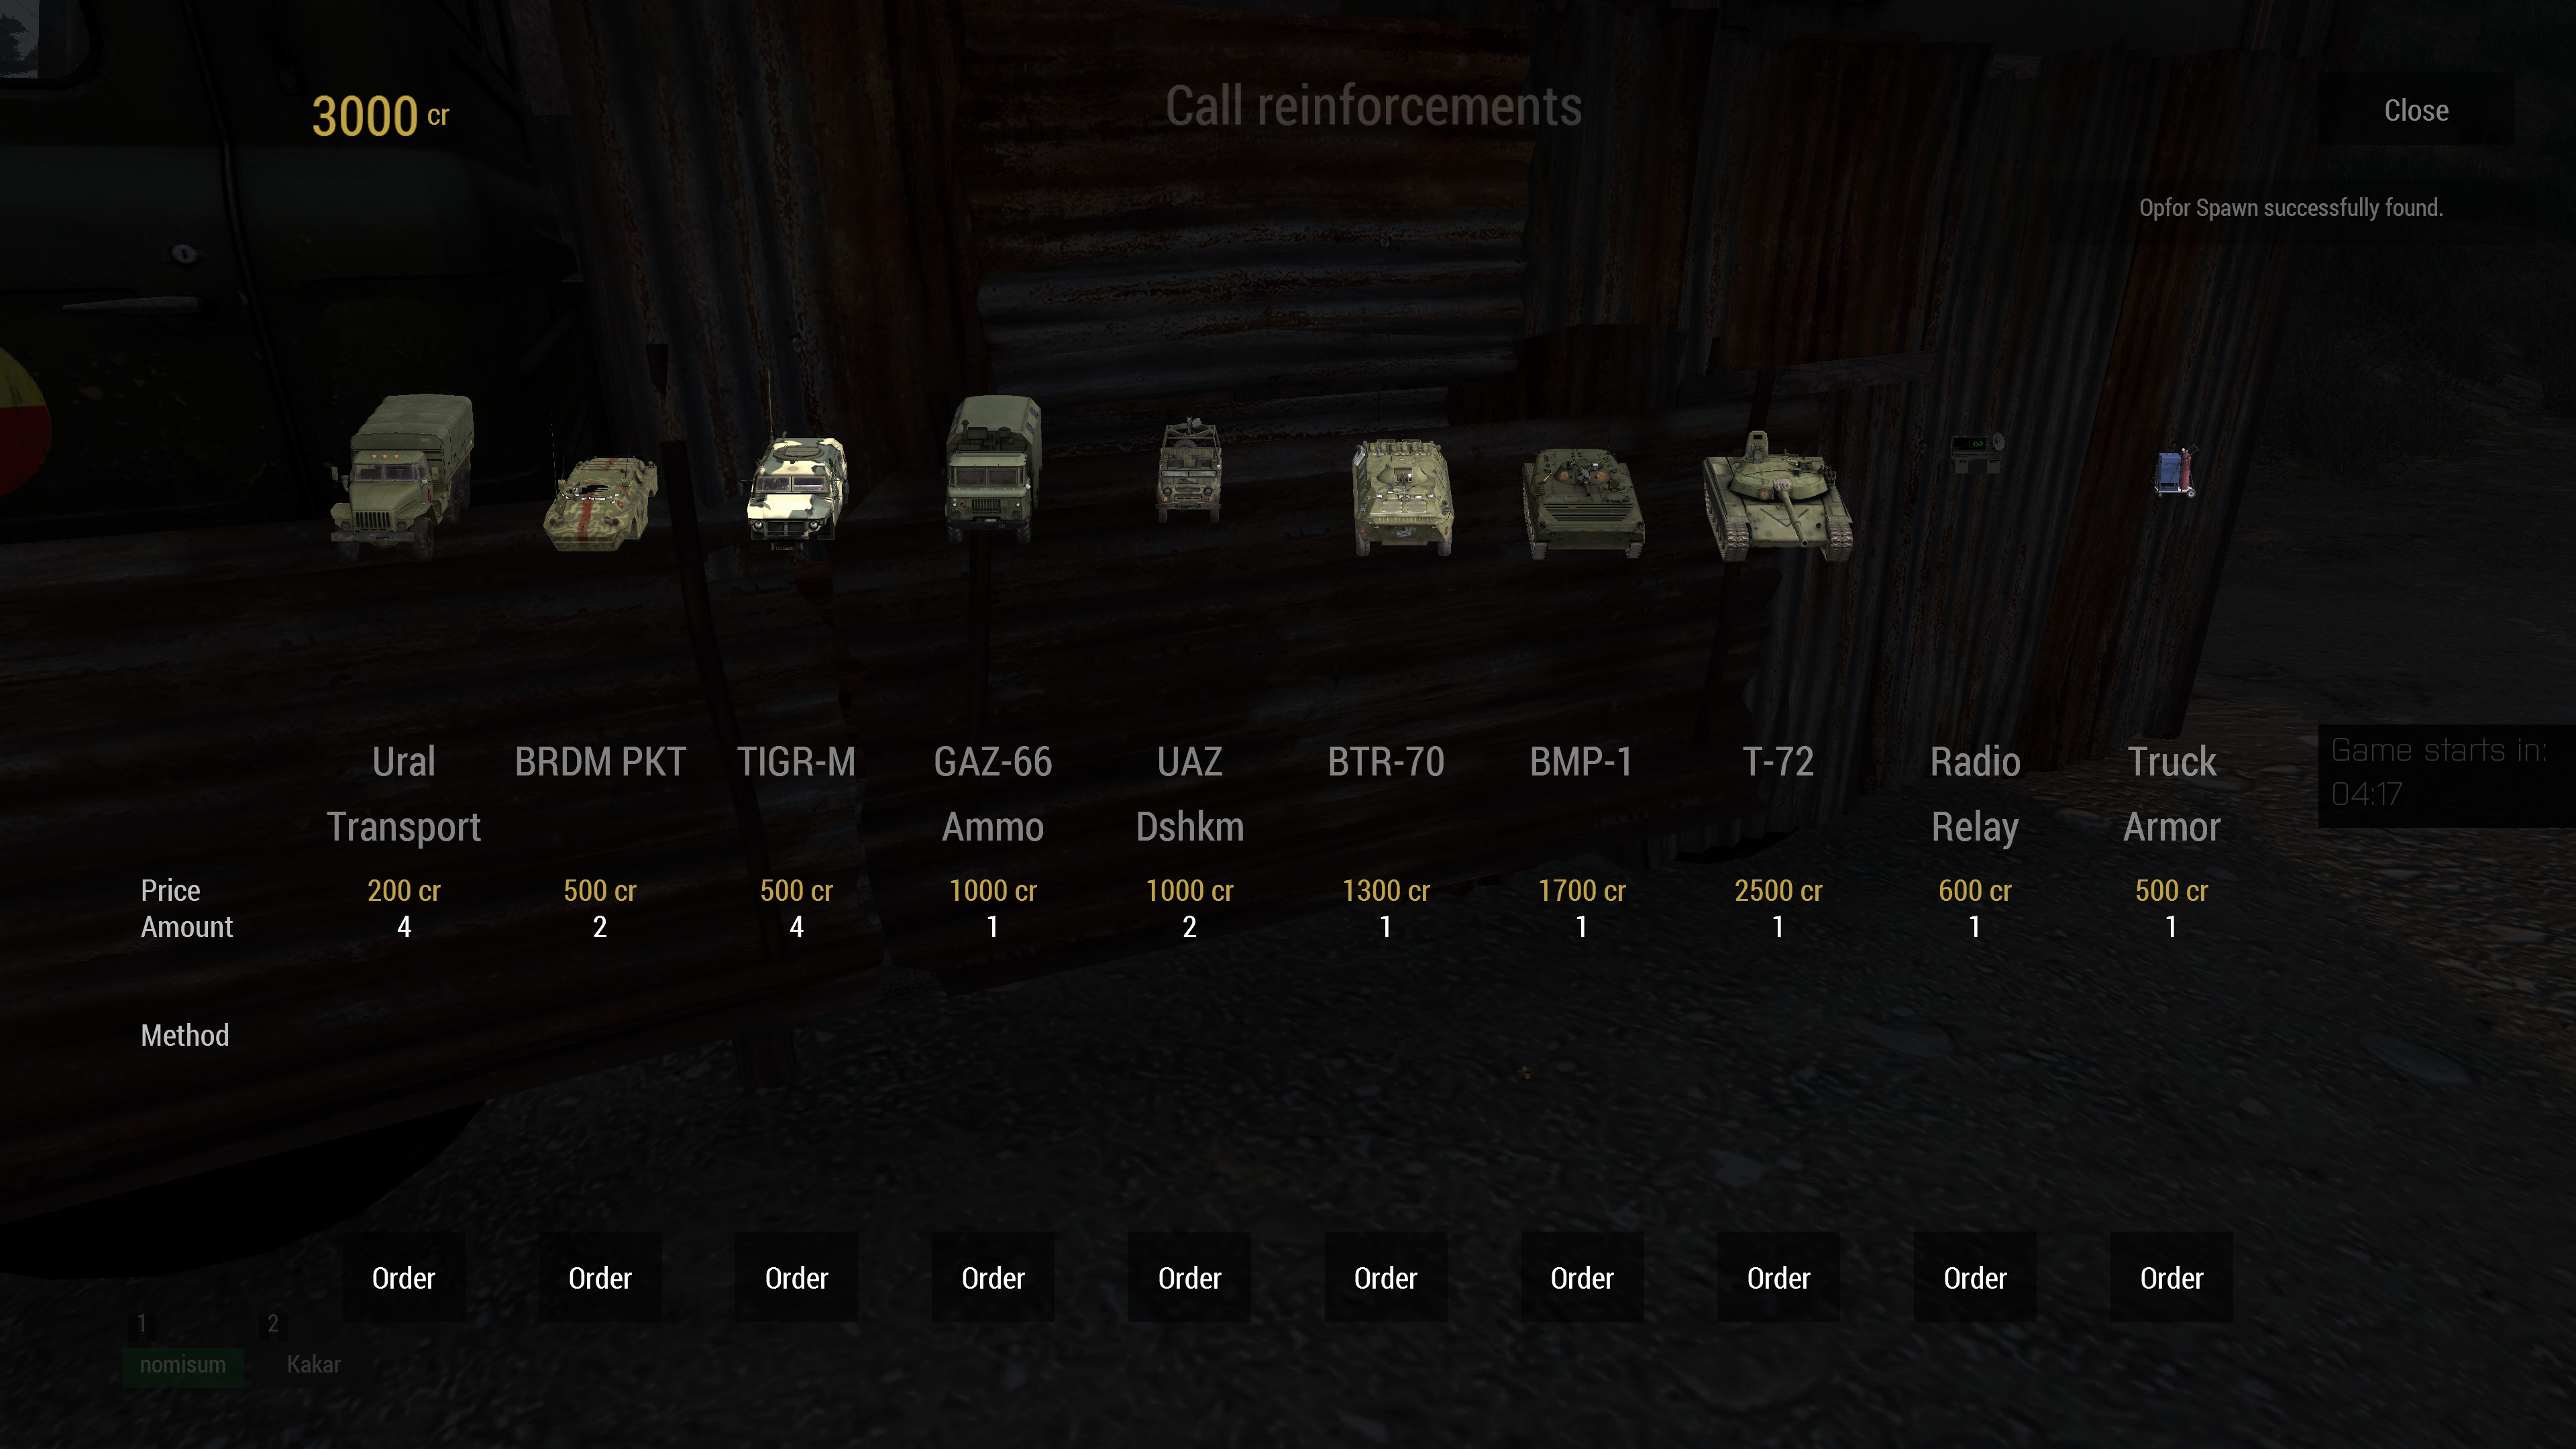 3000 cr
Call reinforcements
Close
Opfor Spawn successfully found.
Ural Transport
BRDM PKT
TIGR-M
GAZ-66 Ammo
UAZ Dshkm
BTR-70
BMP-1
T-72
Radio Relay
Truck Armor
Game starts in:
04:17
Price 200 cr 500 cr 500 cr 1000 cr 1000 cr 1300 cr 1700 cr 2500 cr 600 cr 500 cr
Amount 4 2 4 1 2 1 1 1 1 1
Method
Order Order Order Order Order Order Order Order Order Order
1 2
nomisum Kakar